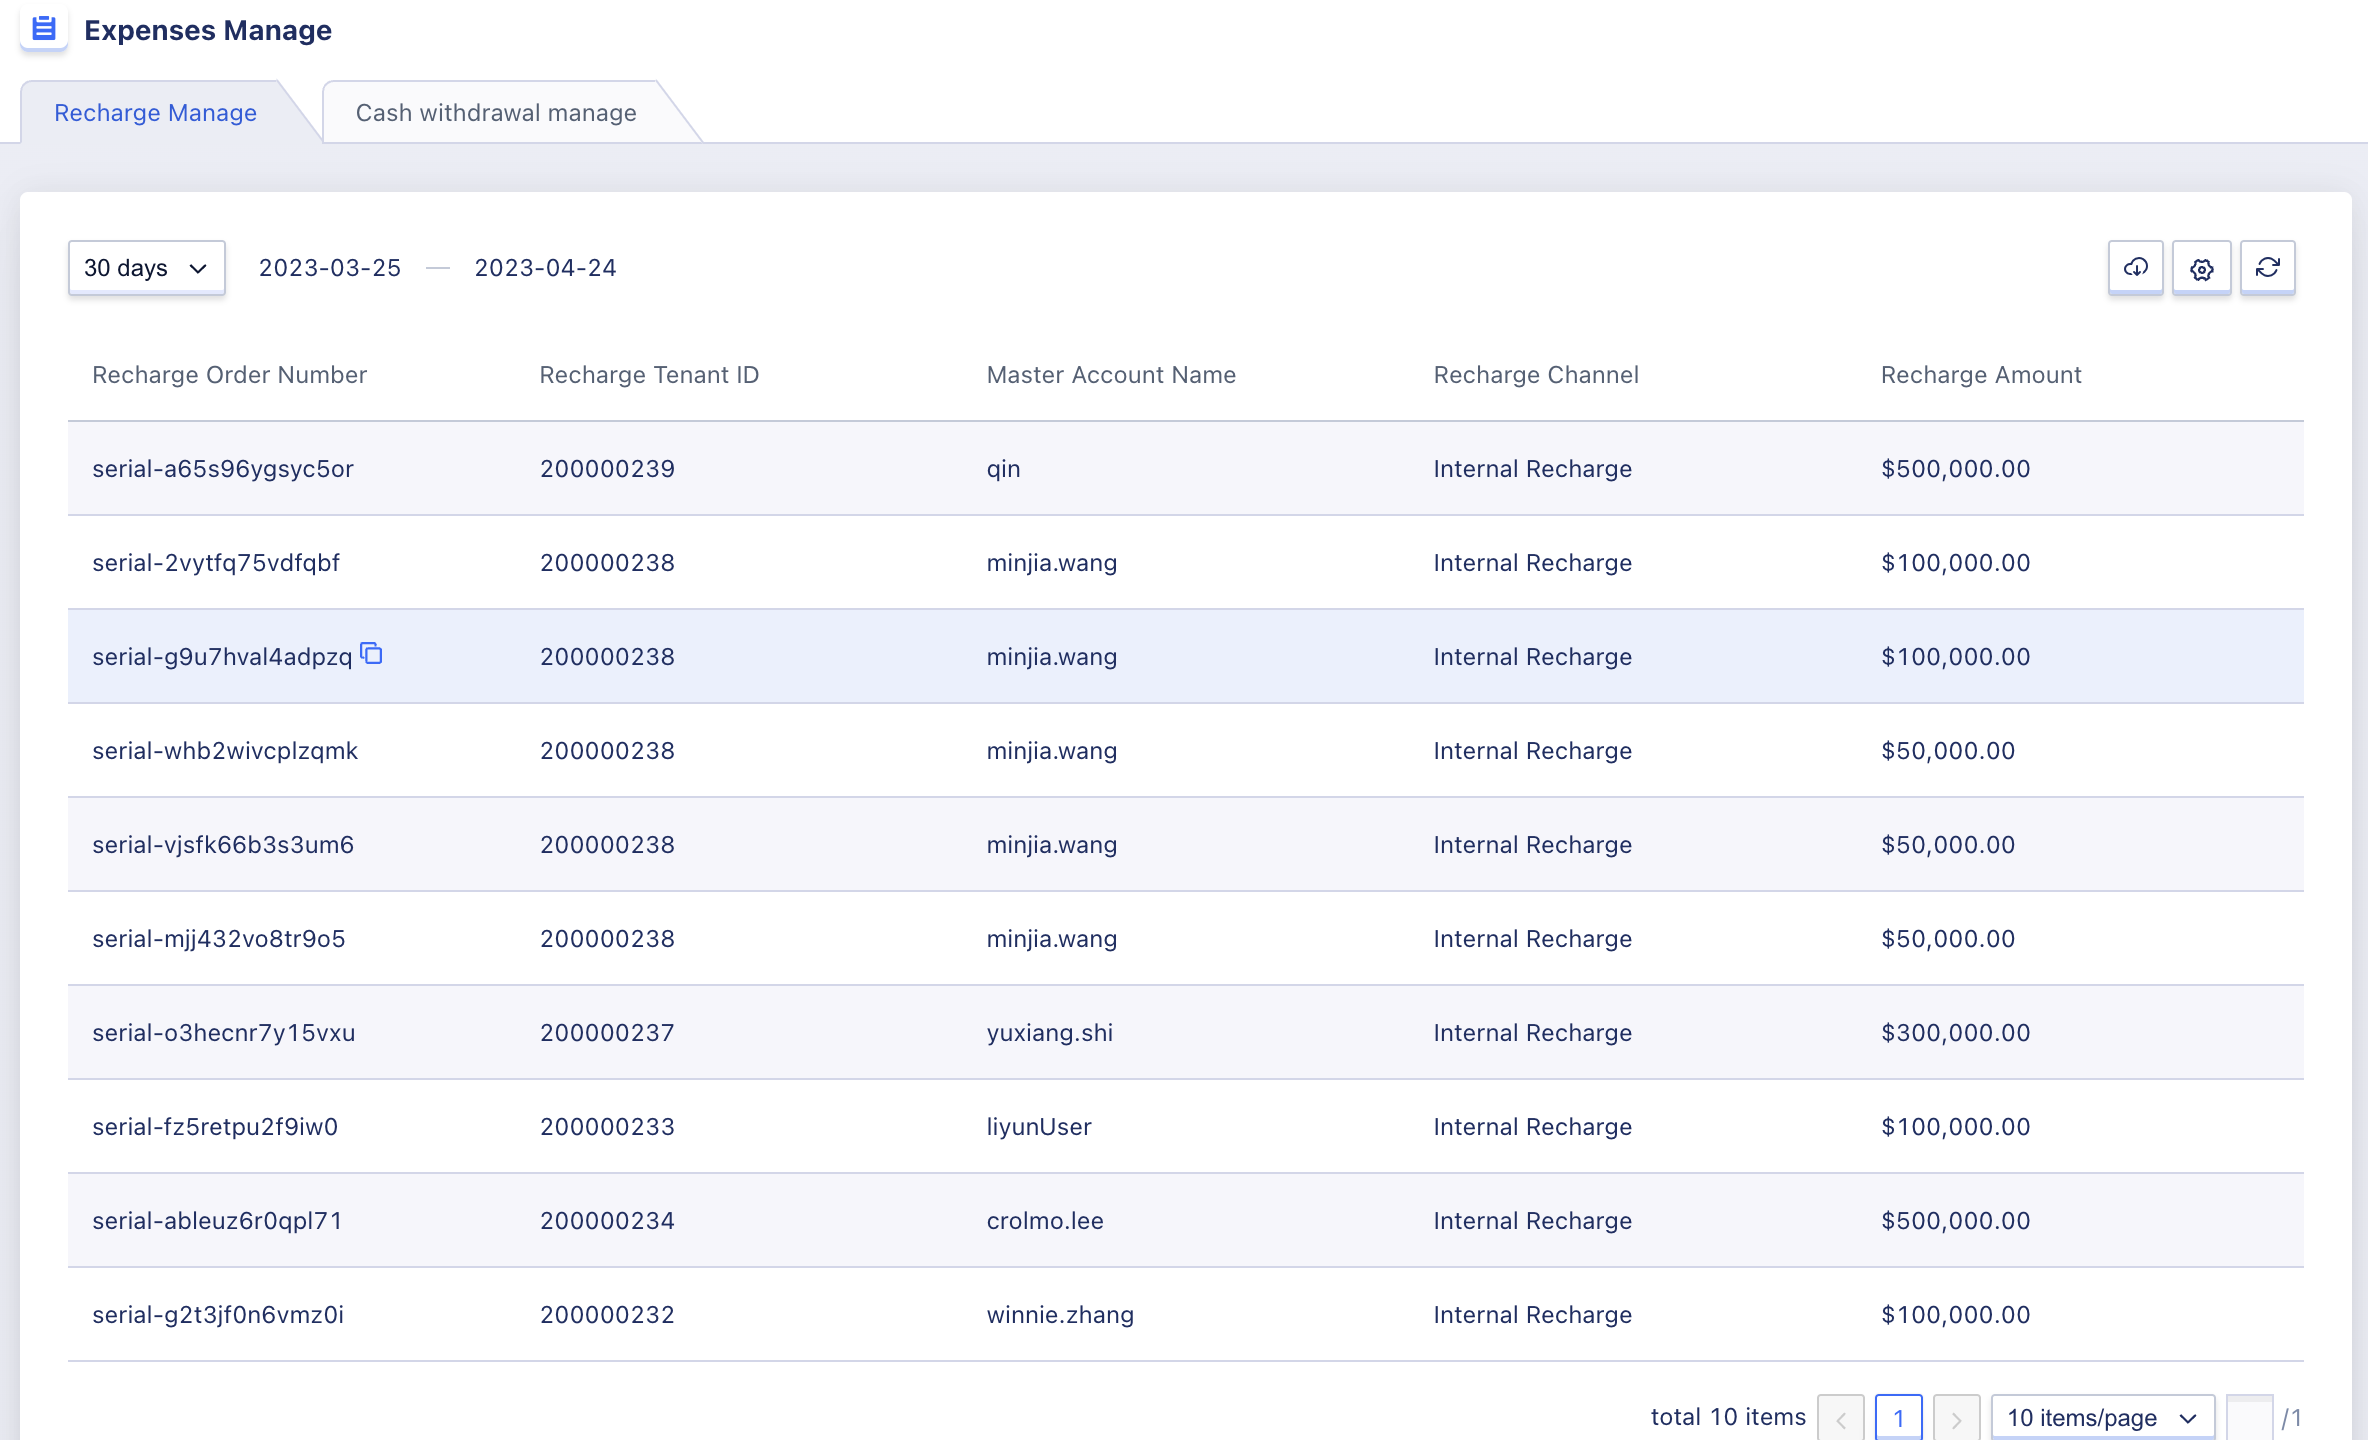 Expenses Manage
Recharge Manage Cash withdrawal manage
30 days 2023-03-25 — 2023-04-24
Recharge Order Number Recharge Tenant ID Master Account Name Recharge Channel Recharge Amount
serial-a65s96ygsyc5or 200000239 qin Internal Recharge $500,000.00
serial-2vytfq75vdfqbf 200000238 minjia.wang Internal Recharge $100,000.00
serial-g9u7hval4adpzq 200000238 minjia.wang Internal Recharge $100,000.00
serial-whb2wivcplzqmk 200000238 minjia.wang Internal Recharge $50,000.00
serial-vjsfk66b3s3um6 200000238 minjia.wang Internal Recharge $50,000.00
serial-mjj432vo8tr9o5 200000238 minjia.wang Internal Recharge $50,000.00
serial-o3hecnr7y15vxu 200000237 yuxiang.shi Internal Recharge $300,000.00
serial-fz5retpu2f9iw0 200000233 liyunUser Internal Recharge $100,000.00
serial-ableuz6r0qpl71 200000234 crolmo.lee Internal Recharge $500,000.00
serial-g2t3jf0n6vmz0i 200000232 winnie.zhang Internal Recharge $100,000.00
total 10 items < 1 > 10 items/page /1